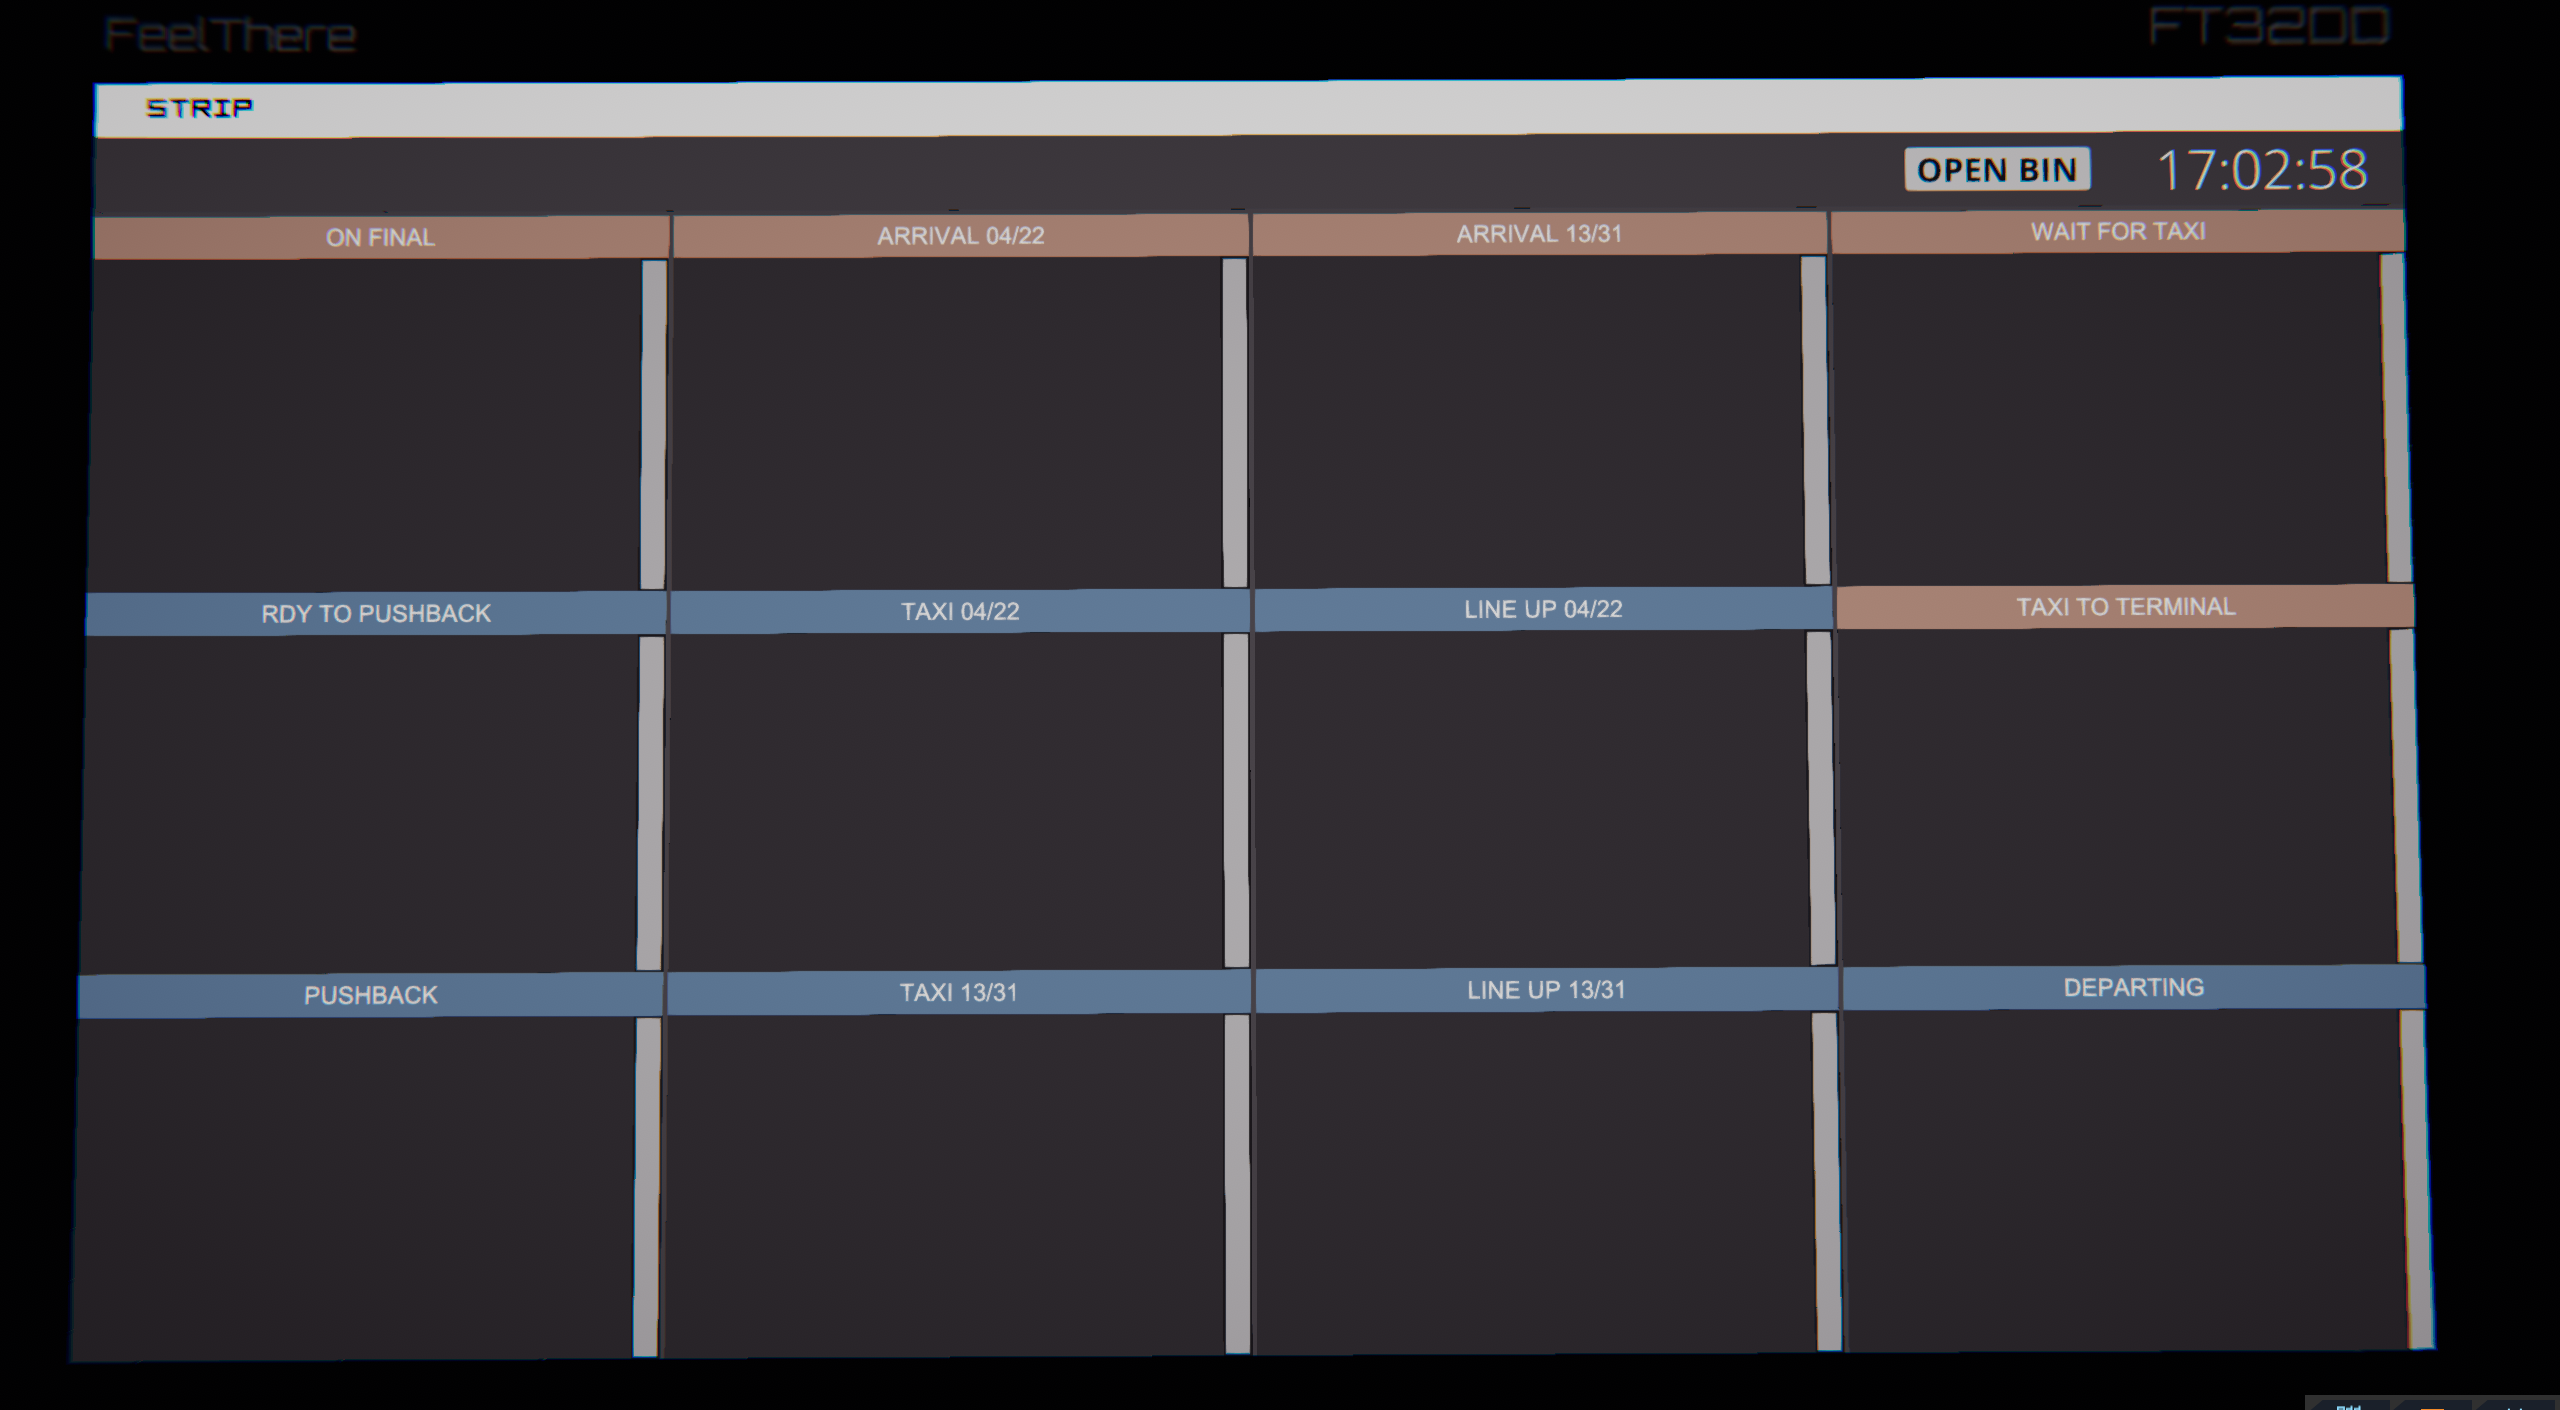 FeelThere FT32DD
STRIP
OPEN BIN 17:02:58
ON FINAL ARRIVAL 04/22 ARRIVAL 13/31 WAIT FOR TAXI
RDY TO PUSHBACK TAXI 04/22 LINE UP 04/22 TAXI TO TERMINAL
PUSHBACK TAXI 13/31 LINE UP 13/31 DEPARTING